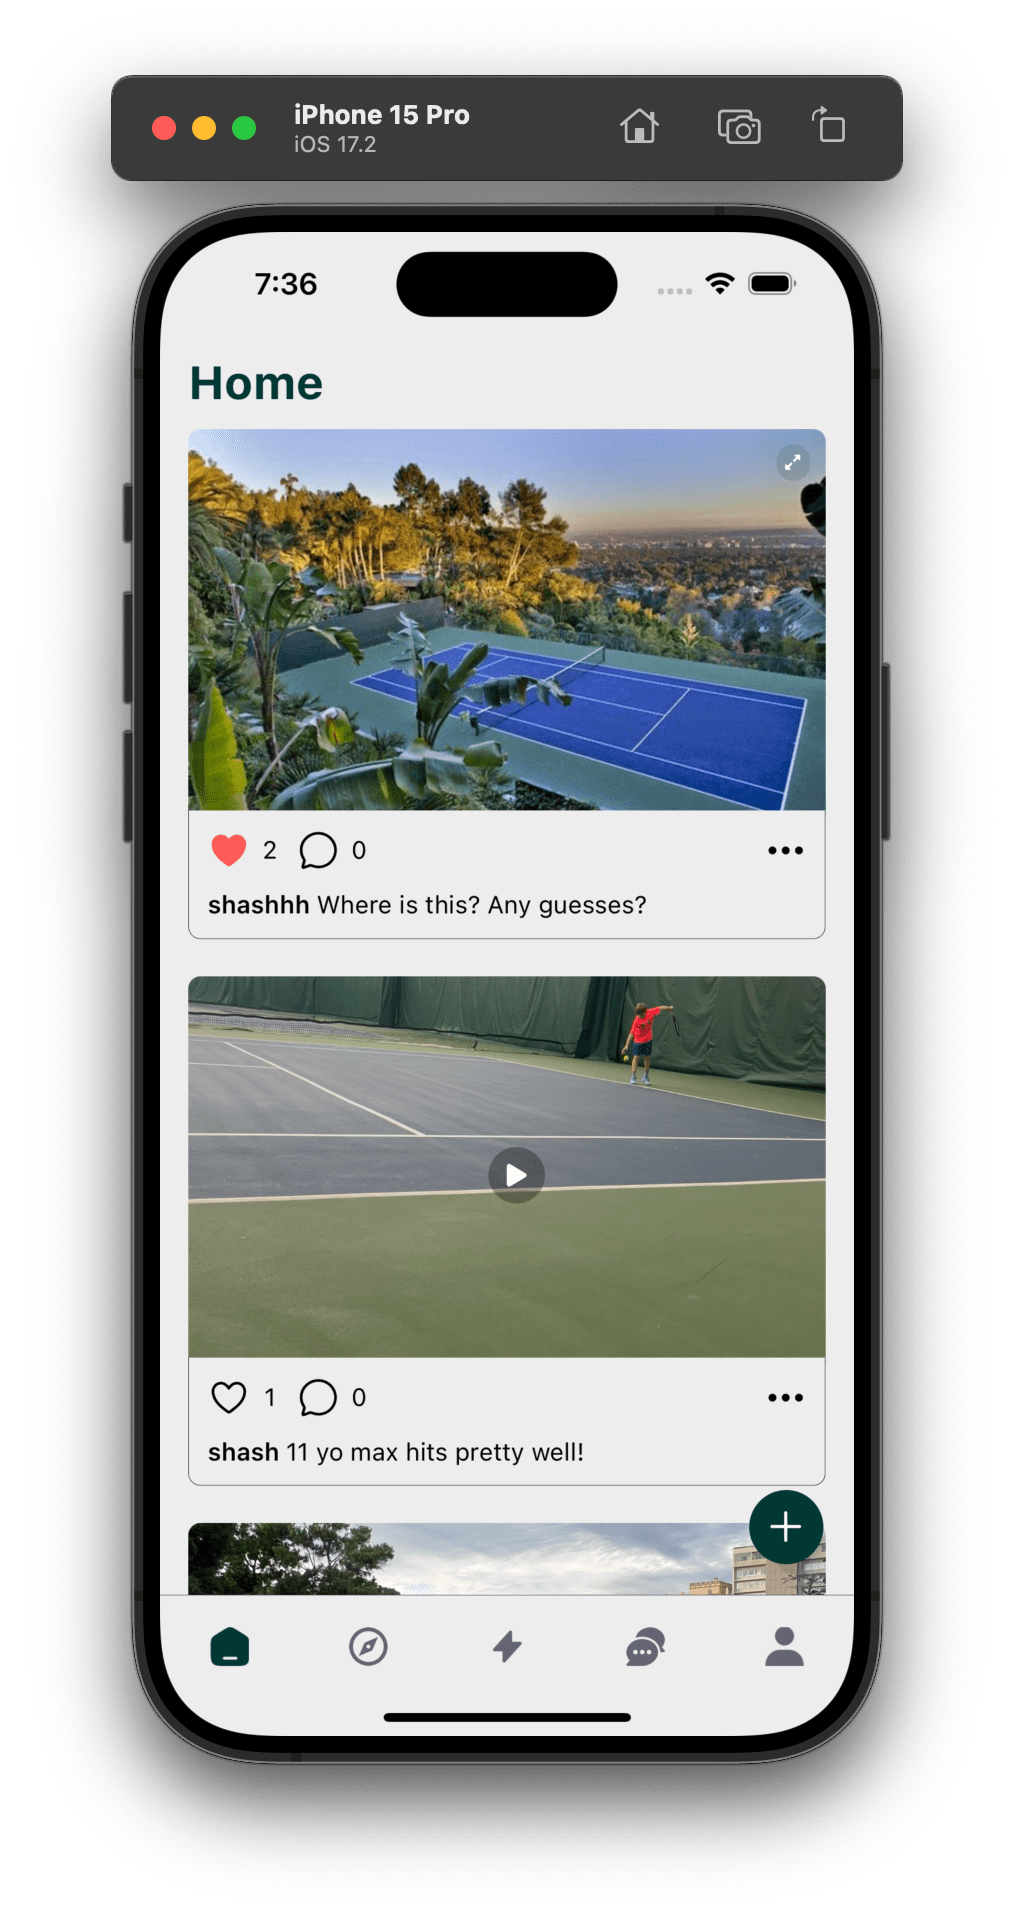 iPhone 15 Pro
iOS 17.2
7:36
Home
2 0
shashhh Where is this? Any guesses?
1 0
shash 11 yo max hits pretty well!